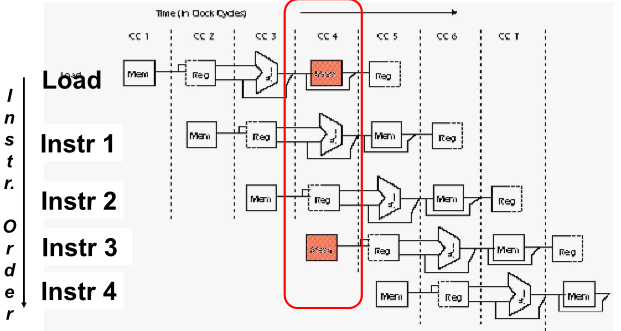 Time (in Clock Cycles)
CC 1 CC 2 CC 3 CC 4 CC 5 CC 6 CC 7
Instr. Order
Load Load Mem Reg Mem Reg
Instr 1 Mem Reg Mem Reg
Instr 2 Mem Reg Mem Reg
Instr 3 Mem Reg Mem Reg
Instr 4 Mem Reg Mem